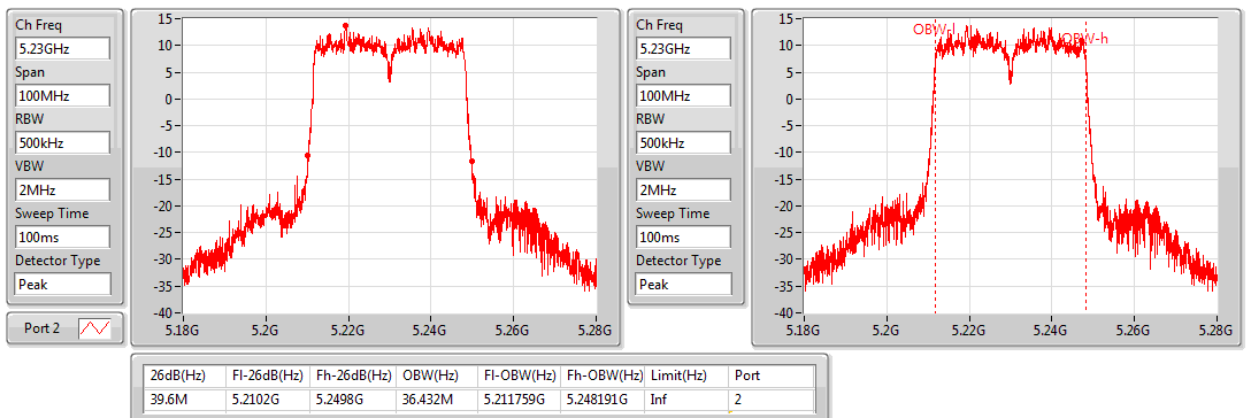 Ch Freq
5.23GHz
Span
100MHz
RBW
500kHz
VBW
2MHz
Sweep Time
100ms
Detector Type
Peak
Port 2
15
10
5
0
-5
-10
-15
-20
-25
-30
-35
-40
5.18G 5.2G 5.22G 5.24G 5.26G 5.28G
Ch Freq
5.23GHz
Span
100MHz
RBW
500kHz
VBW
2MHz
Sweep Time
100ms
Detector Type
Peak
15
10
5
0
-5
-10
-15
-20
-25
-30
-35
-40
OBW-l
OBW-h
5.18G 5.2G 5.22G 5.24G 5.26G 5.28G
26dB(Hz) Fl-26dB(Hz) Fh-26dB(Hz) OBW(Hz) Fl-OBW(Hz) Fh-OBW(Hz) Limit(Hz) Port
39.6M 5.2102G 5.2498G 36.432M 5.211759G 5.248191G Inf 2